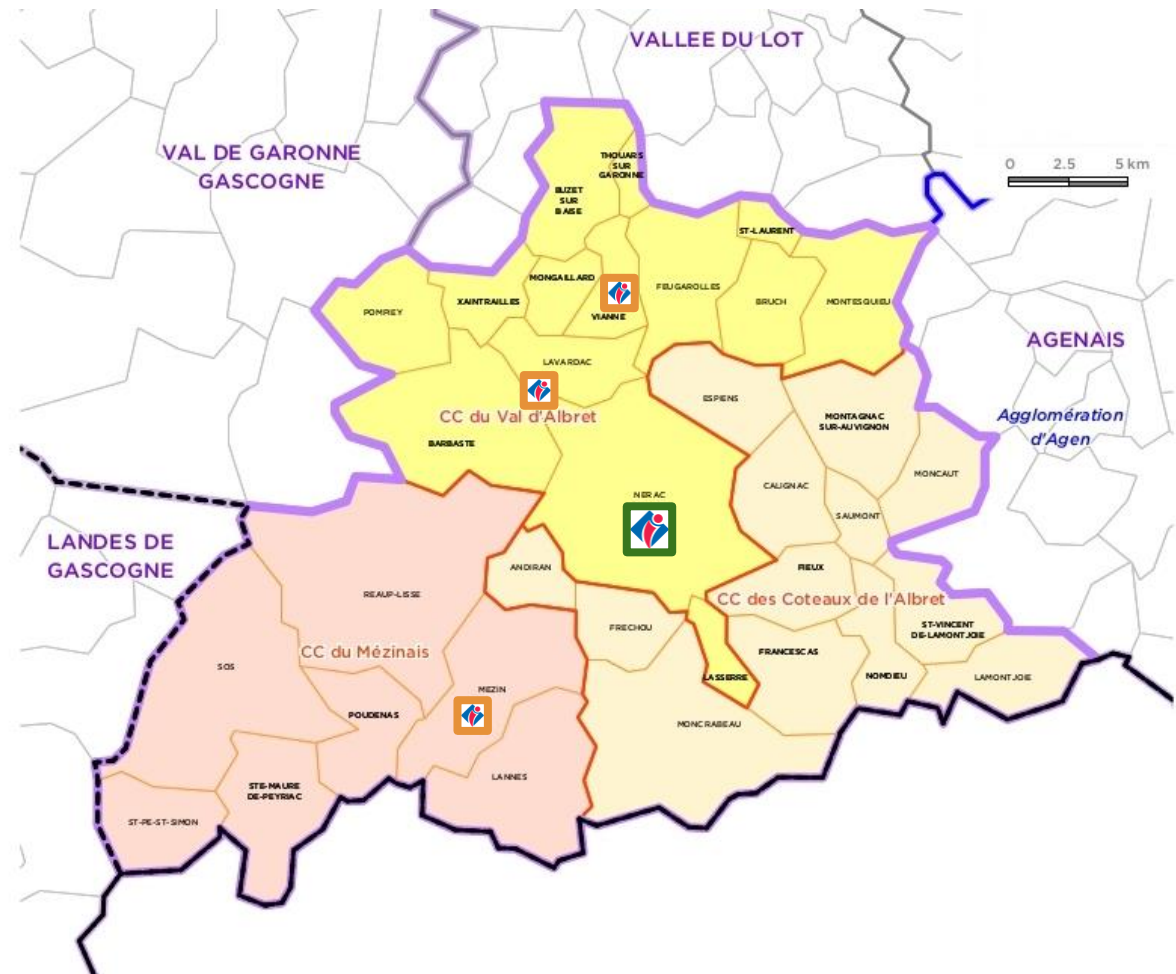 VALLEE DU LOT
VAL DE GARONNE
GASCOGNE
0 2.5 5 km
THOUARS
SUR
GARONNE
BUZET
SUR
BAISE
ST-LAURENT
MONGAILLARD
XAINTRAILLES
FEUGAROLLES
BRUCH
MONTESQUIEU
POMPIEY
VIANNE
AGENAIS
LAVARDAC
ESPIENS
CC du Val d'Albret
MONTAGNAC
SUR-AUVIGNON
Agglomération
d'Agen
BARBASTE
MONCAUT
CALIGNAC
NERAC
SAUMONT
LANDES DE
GASCOGNE
ANDIRAN
FIEUX
REAUP-LISSE
CC des Coteaux de l'Albret
FRECHOU
ST-VINCENT
DE-LAMONTJOIE
CC du Mézinais
FRANCESCAS
SOS
LASSERRE
NOMDIEU
LAMONTJOIE
MEZIN
POUDENAS
MONCRABEAU
LANNES
STE-MAURE
DE-PEYRIAC
ST-PE-ST-SIMON